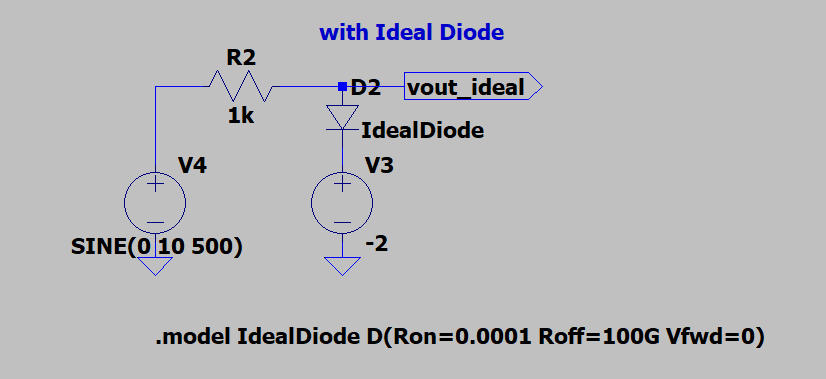 with Ideal Diode
R2
D2
vout_ideal
1k
IdealDiode
V4
V3
SINE(0 10 500)
-2
.model IdealDiode D(Ron=0.0001 Roff=100G Vfwd=0)